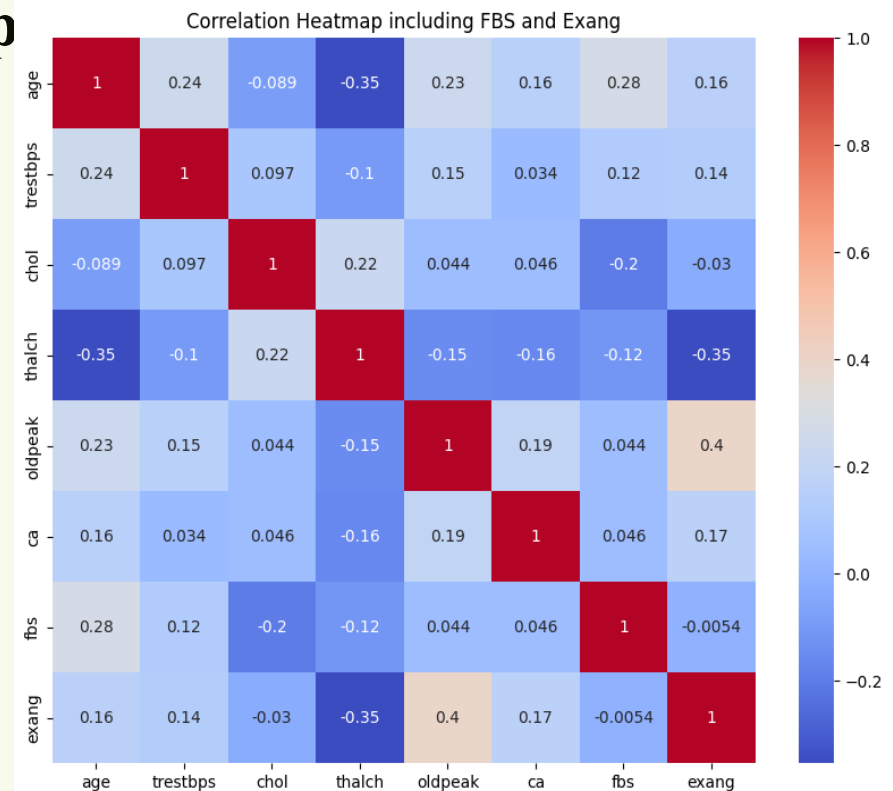 p
Correlation Heatmap including FBS and Exang
age 1 0.24 -0.089 -0.35 0.23 0.16 0.28 0.16 1.0
trestbps 0.24 1 0.097 -0.1 0.15 0.034 0.12 0.14 0.8
chol -0.089 0.097 1 0.22 0.044 0.046 -0.2 -0.03 0.6
thalch -0.35 -0.1 0.22 1 -0.15 -0.16 -0.12 -0.35 0.4
oldpeak 0.23 0.15 0.044 -0.15 1 0.19 0.044 0.4 0.2
ca 0.16 0.034 0.046 -0.16 0.19 1 0.046 0.17 0.0
fbs 0.28 0.12 -0.2 -0.12 0.044 0.046 1 -0.0054 −0.2
exang 0.16 0.14 -0.03 -0.35 0.4 0.17 -0.0054 1
age trestbps chol thalch oldpeak ca fbs exang